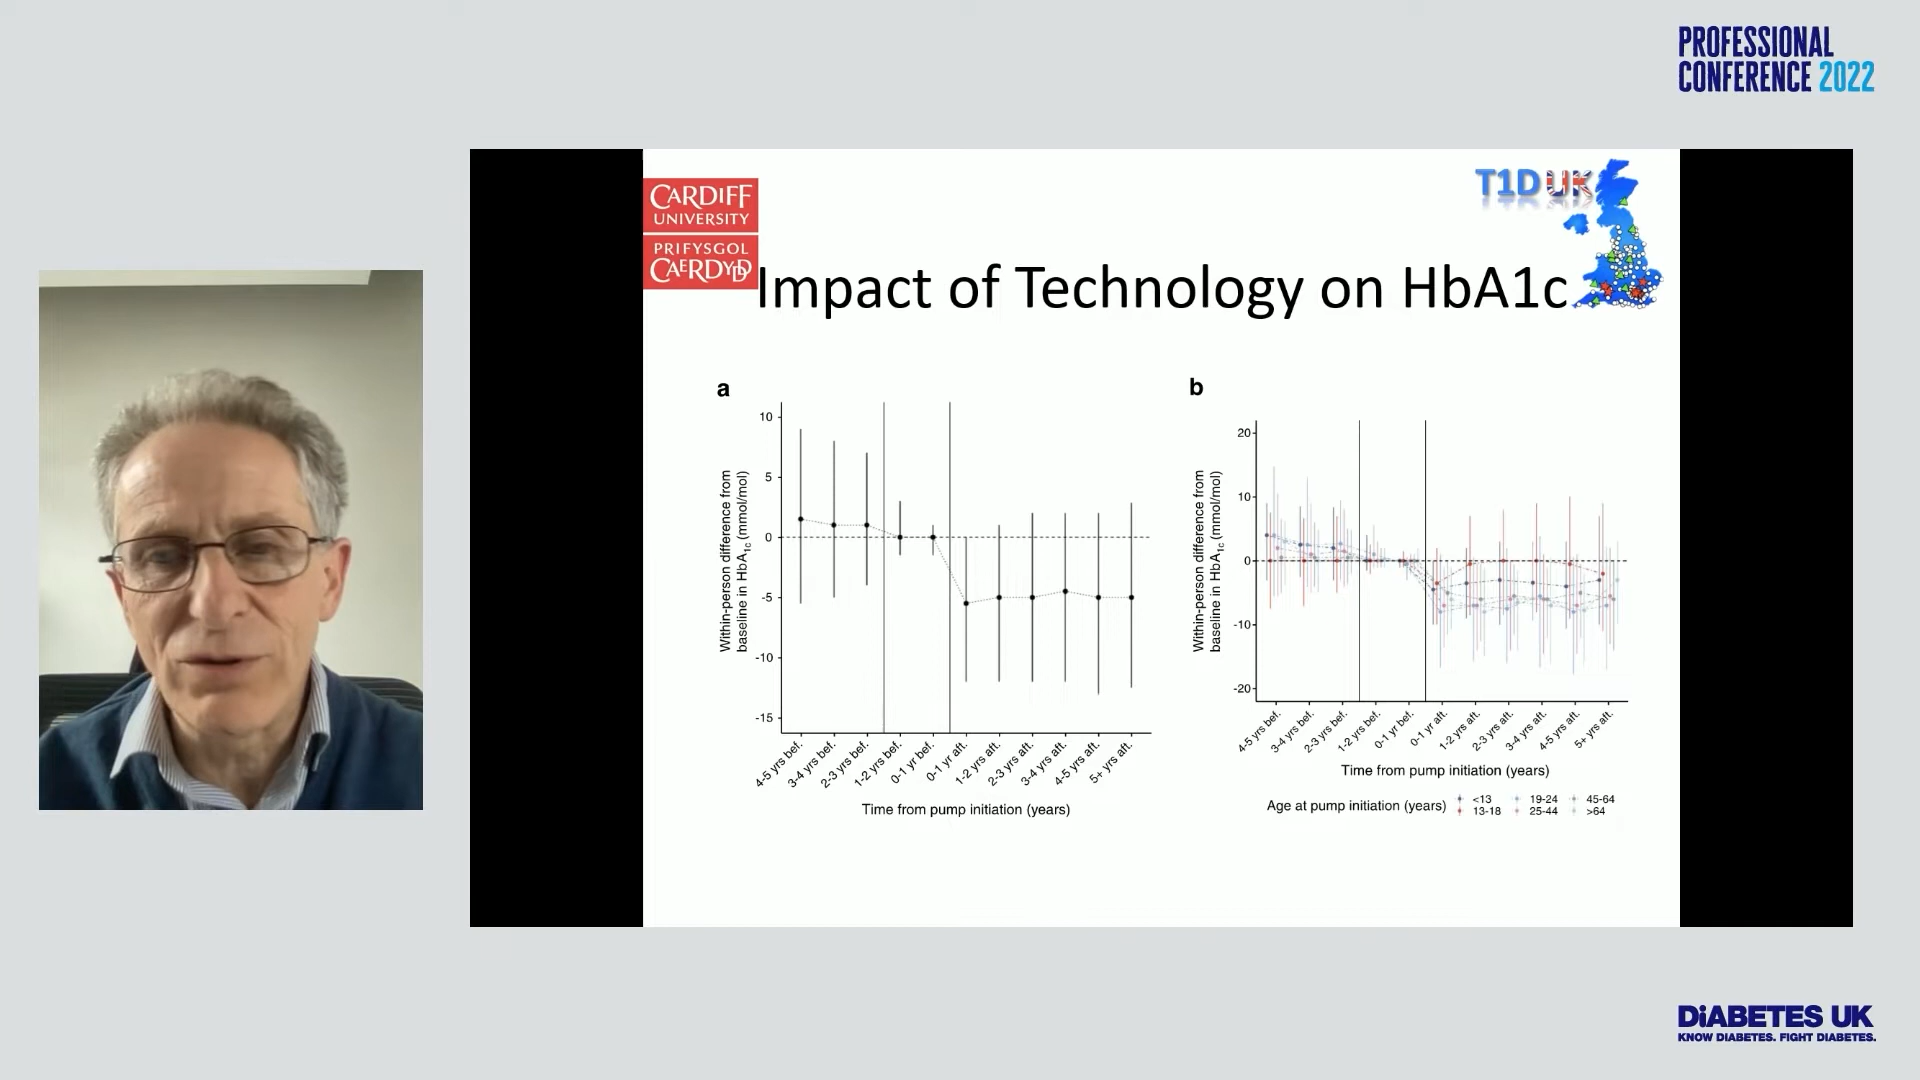 PROFESSIONAL
CONFERENCE 2022
CARDIFF
UNIVERSITY
PRIFYSGOL
CAERDYDD
T1D UK
Impact of Technology on HbA1c
a
Within-person difference from
baseline in HbA1c (mmol/mol)
10
5
0
-5
-10
-15
4-5 yrs bef.
3-4 yrs bef.
2-3 yrs bef.
1-2 yrs bef.
0-1 yr bef.
0-1 yr aft.
1-2 yrs aft.
2-3 yrs aft.
3-4 yrs aft.
4-5 yrs aft.
5+ yrs aft.
Time from pump initiation (years)
b
Within-person difference from
baseline in HbA1c (mmol/mol)
20
10
0
-10
-20
4-5 yrs bef.
3-4 yrs bef.
2-3 yrs bef.
1-2 yrs bef.
0-1 yr bef.
0-1 yr aft.
1-2 yrs aft.
2-3 yrs aft.
3-4 yrs aft.
4-5 yrs aft.
5+ yrs aft.
Time from pump initiation (years)
Age at pump initiation (years)
<13 19-24 45-64
13-18 25-44 >64
DiABETES UK
KNOW DIABETES. FIGHT DIABETES.